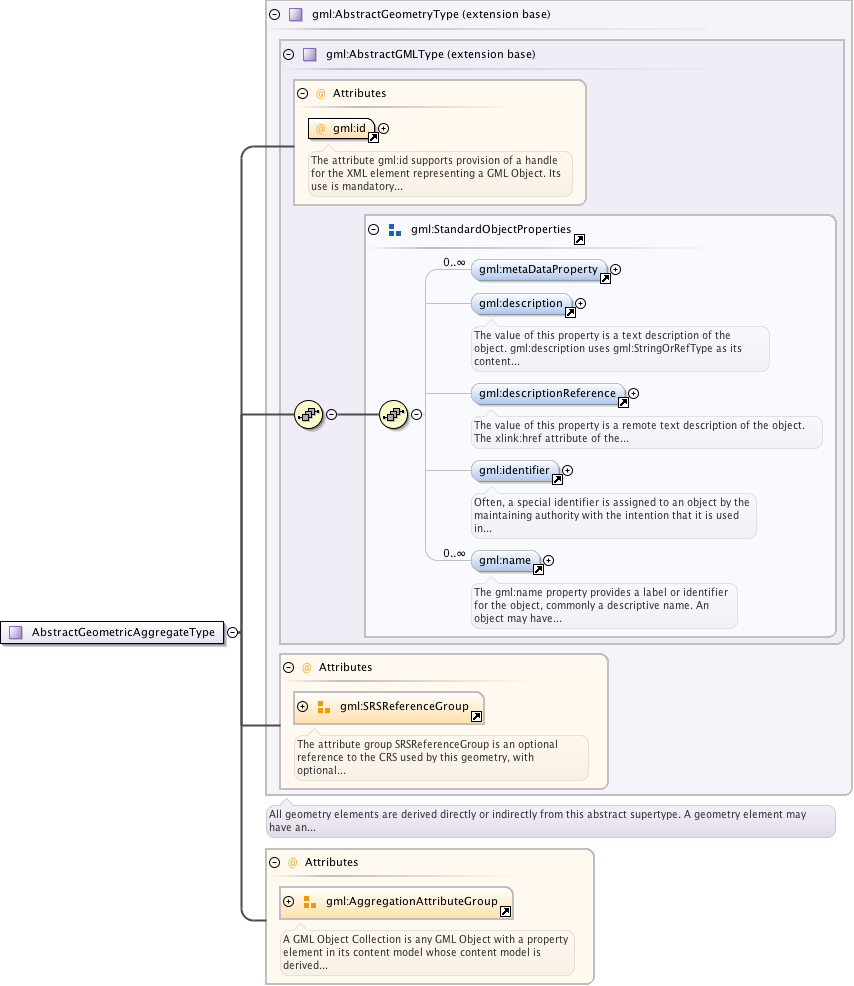 gml:AbstractGeometryType (extension base)
gml:AbstractGMLType (extension base)
@ Attributes
@ gml:id
The attribute gml:id supports provision of a handle
for the XML element representing a GML Object. Its
use is mandatory...
gml:StandardObjectProperties
0..∞
gml:metaDataProperty
gml:description
The value of this property is a text description of the
object. gml:description uses gml:StringOrRefType as its
content...
gml:descriptionReference
The value of this property is a remote text description of the object.
The xlink:href attribute of the...
gml:identifier
Often, a special identifier is assigned to an object by the
maintaining authority with the intention that it is used
in...
0..∞
gml:name
The gml:name property provides a label or identifier
for the object, commonly a descriptive name. An
object may have...
AbstractGeometricAggregateType
@ Attributes
gml:SRSReferenceGroup
The attribute group SRSReferenceGroup is an optional
reference to the CRS used by this geometry, with
optional...
All geometry elements are derived directly or indirectly from this abstract supertype. A geometry element may
have an...
@ Attributes
gml:AggregationAttributeGroup
A GML Object Collection is any GML Object with a property
element in its content model whose content model is
derived...